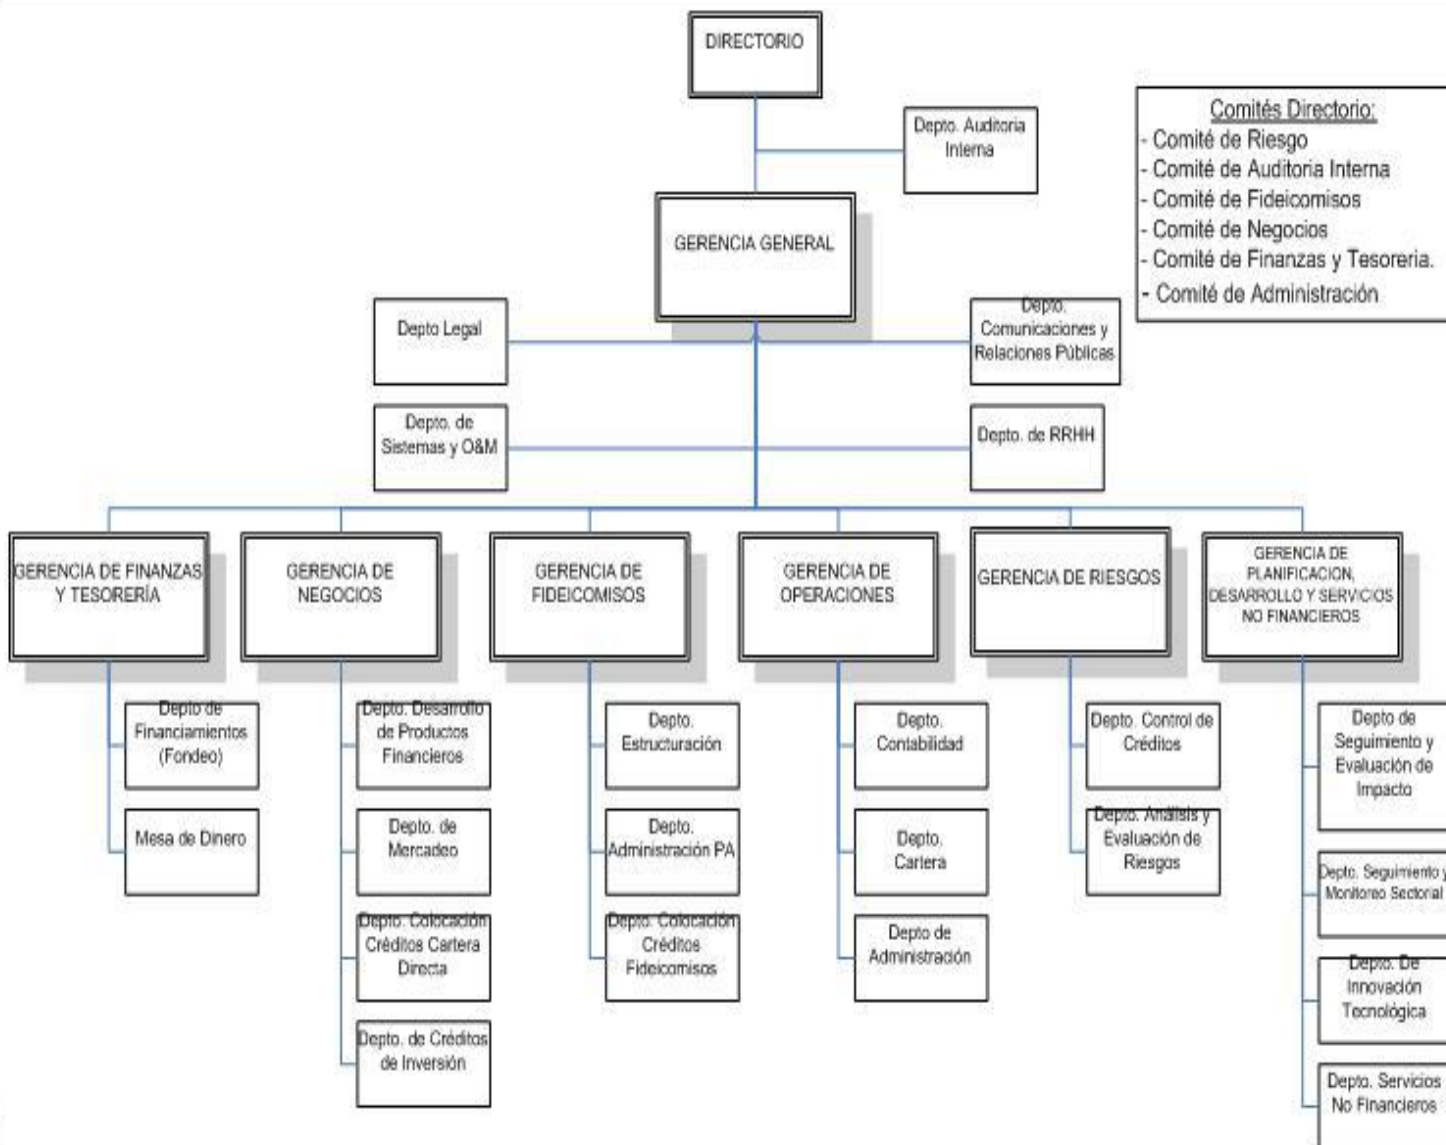 DIRECTORIO
Depto. Auditoria
Interna
Comités Directorio:
- Comité de Riesgo
- Comité de Auditoria Interna
- Comité de Fideicomisos
- Comité de Negocios
- Comité de Finanzas y Tesoreria.
- Comité de Administración
GERENCIA GENERAL
Depto Legal
Depto.
Comunicaciones y
Relaciones Públicas
Depto. de
Sistemas y O&M
Depto. de RRHH
GERENCIA DE FINANZAS
Y TESORERÍA
GERENCIA DE
NEGOCIOS
GERENCIA DE
FIDEICOMISOS
GERENCIA DE
OPERACIONES
GERENCIA DE RIESGOS
GERENCIA DE
PLANIFICACION,
DESARROLLO Y SERVICIOS
NO FINANCIEROS
Depto de
Financiamientos
(Fondeo)
Mesa de Dinero
Depto. Desarrollo
de Productos
Financieros
Depto. de
Mercadeo
Depto. Colocación
Créditos Cartera
Directa
Depto. de Créditos
de Inversión
Depto.
Estructuración
Depto.
Administración PA
Depto. Colocación
Créditos
Fideicomisos
Depto.
Contabilidad
Depto.
Cartera
Depto de
Administración
Depto. Control de
Créditos
Depto. Análisis y
Evaluación de
Riesgos
Depto de
Seguimiento y
Evaluación de
Impacto
Depto. Seguimiento y
Monitoreo Sectorial
Depto. De
Innovación
Tecnológica
Depto. Servicios
No Financieros